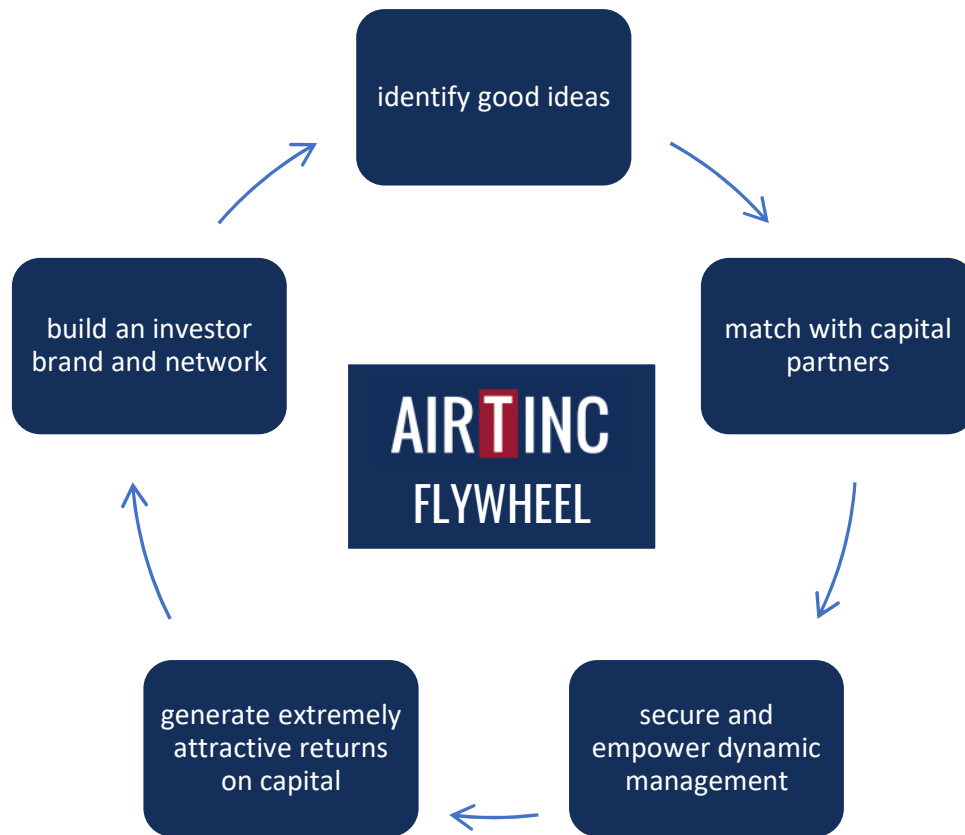 identify good ideas
match with capital
partners
secure and
empower dynamic
management
generate extremely
attractive returns
on capital
build an investor
brand and network
AIRTINC
FLYWHEEL